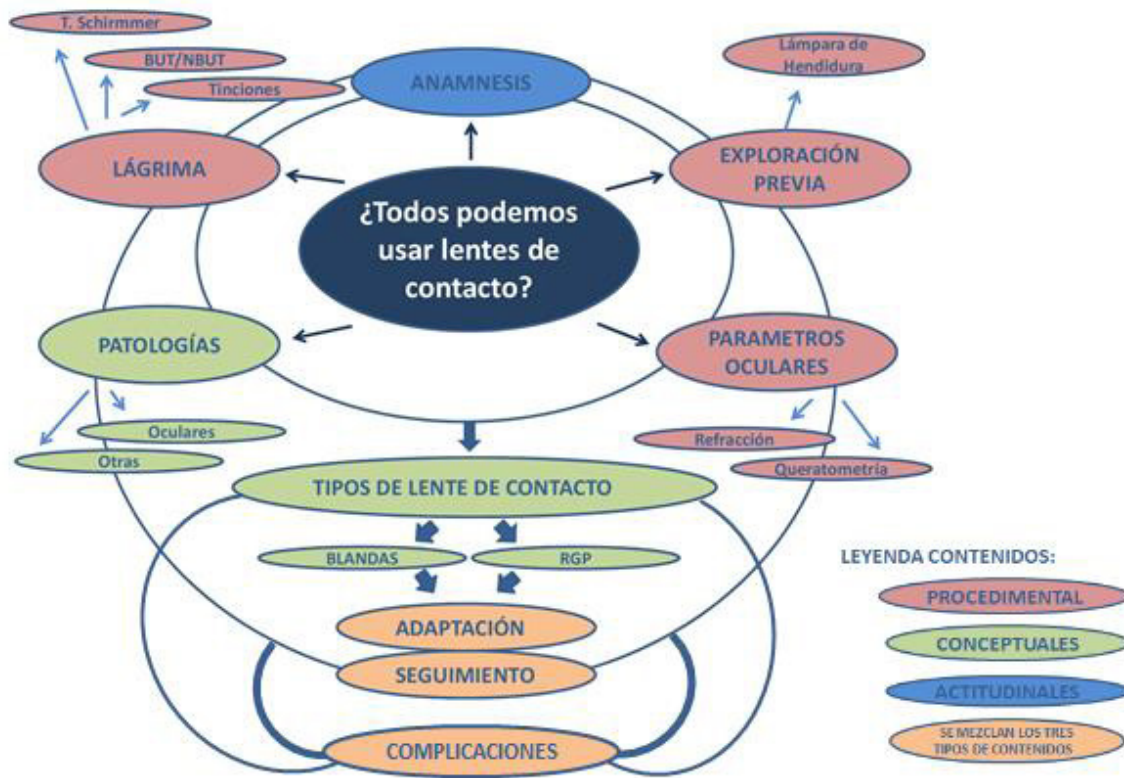 T. Schirmmer
BUT/NBUT
Tinciones
ANAMNESIS
Lámpara de
Hendidura
LÁGRIMA
EXPLORACIÓN
PREVIA
¿Todos podemos
usar lentes de
contacto?
PATOLOGÍAS
PARAMETROS
OCULARES
Oculares
Otras
Refracción
Queratometría
TIPOS DE LENTE DE CONTACTO
BLANDAS
RGP
ADAPTACIÓN
SEGUIMIENTO
COMPLICACIONES
LEYENDA CONTENIDOS:
PROCEDIMENTAL
CONCEPTUALES
ACTITUDINALES
SE MEZCLAN LOS TRES
TIPOS DE CONTENIDOS